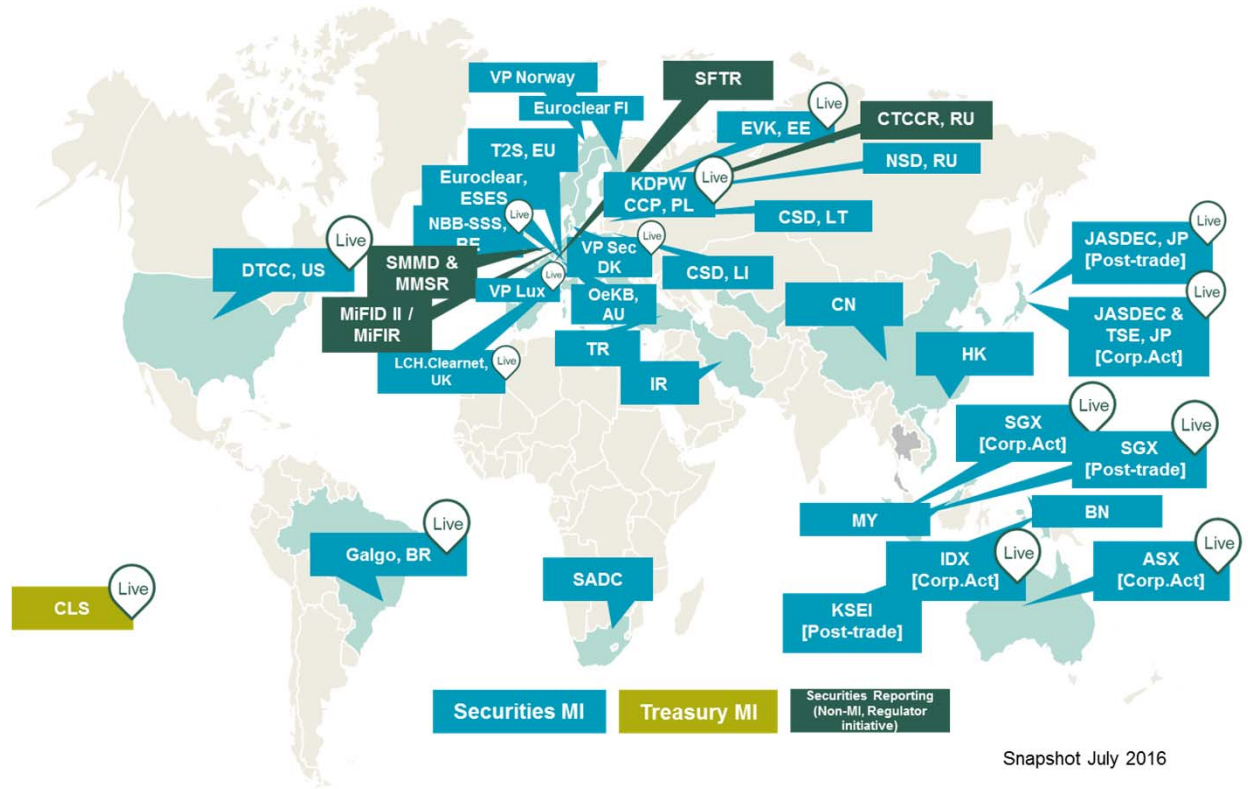 VP Norway
Euroclear FI
SFTR
Live
EVK, EE
CTCCR, RU
T2S, EU
NSD, RU
Euroclear,
ESES
KDPW
CCP, PL
Live
CSD, LT
NBB-SSS,
BE
Live
Live
DTCC, US
SMMD &
MMSR
VP Sec
DK
Live
CSD, LI
JASDEC, JP
[Post-trade]
Live
VP Lux
Live
OeKB,
AU
MiFID II /
MiFIR
CN
JASDEC &
TSE, JP
[Corp.Act]
Live
TR
HK
LCH.Clearnet,
UK
Live
IR
SGX
[Corp.Act]
Live
SGX
[Post-trade]
Live
MY
BN
Galgo, BR
Live
IDX
[Corp.Act]
Live
ASX
[Corp.Act]
Live
SADC
CLS
Live
KSEI
[Post-trade]
Securities MI
Treasury MI
Securities Reporting
(Non-MI, Regulator
initiative)
Snapshot July 2016